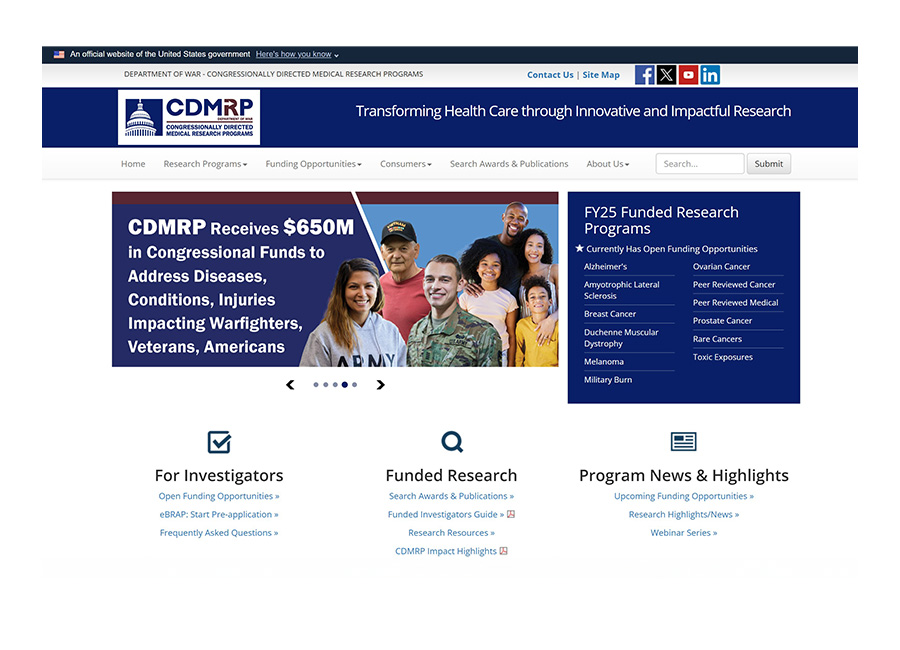 An official website of the United States government Here's how you know
DEPARTMENT OF WAR - CONGRESSIONALLY DIRECTED MEDICAL RESEARCH PROGRAMS
Contact Us | Site Map
CDMRP
DEPARTMENT OF WAR
CONGRESSIONALLY DIRECTED
MEDICAL RESEARCH PROGRAMS
Transforming Health Care through Innovative and Impactful Research
Home Research Programs Funding Opportunities Consumers Search Awards & Publications About Us Search... Submit
CDMRP Receives $650M
in Congressional Funds to
Address Diseases,
Conditions, Injuries
Impacting Warfighters,
Veterans, Americans
ARMY
FY25 Funded Research
Programs
Currently Has Open Funding Opportunities
Alzheimer's
Amyotrophic Lateral
Sclerosis
Breast Cancer
Duchenne Muscular
Dystrophy
Melanoma
Military Burn
Ovarian Cancer
Peer Reviewed Cancer
Peer Reviewed Medical
Prostate Cancer
Rare Cancers
Toxic Exposures
For Investigators
Open Funding Opportunities »
eBRAP: Start Pre-application »
Frequently Asked Questions »
Funded Research
Search Awards & Publications »
Funded Investigators Guide »
Research Resources »
CDMRP Impact Highlights
Program News & Highlights
Upcoming Funding Opportunities »
Research Highlights/News »
Webinar Series »